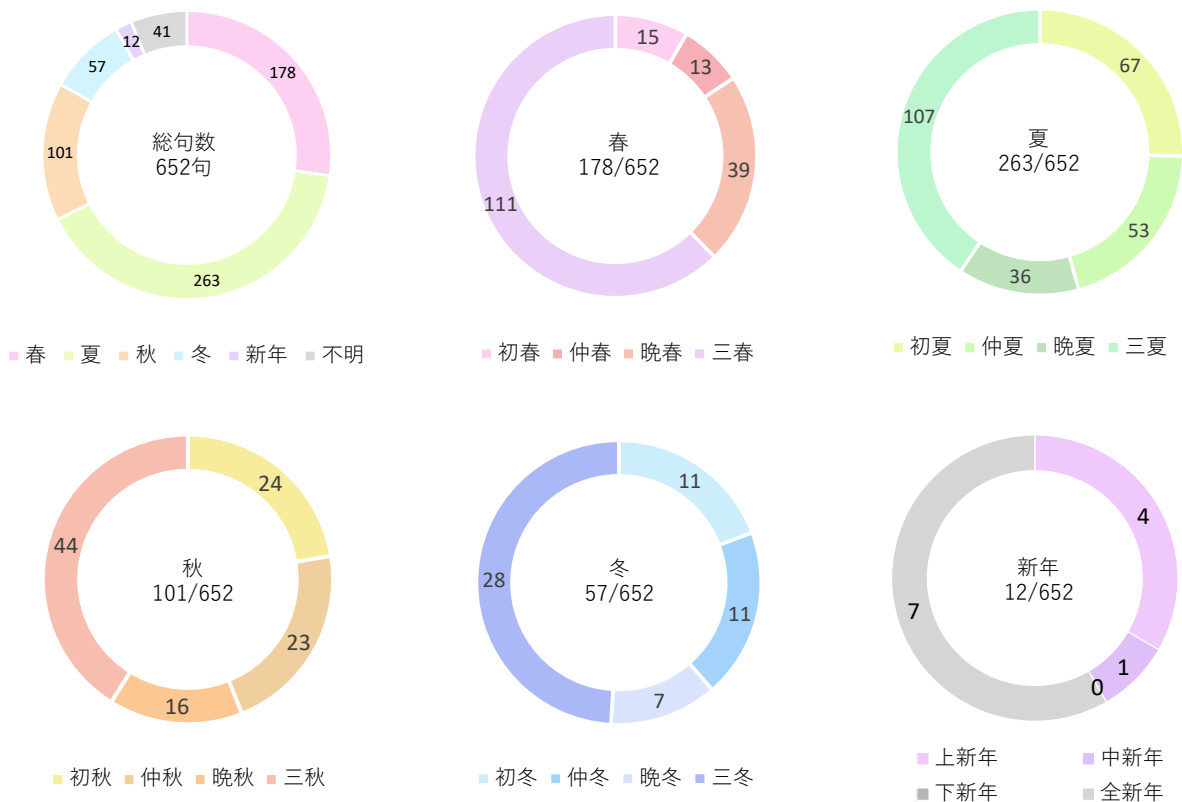 41
12
57
178
総句数
652句
101
263
春 夏 秋 冬 新年 不明
15
13
春
178/652
39
111
初春 仲春 晩春 三春
67
107
夏
263/652
53
36
初夏 仲夏 晩夏 三夏
24
44
秋
101/652
23
16
初秋 仲秋 晩秋 三秋
11
28
冬
57/652
11
7
初冬 仲冬 晩冬 三冬
4
新年
12/652
7
1
0
上新年 中新年
下新年 全新年